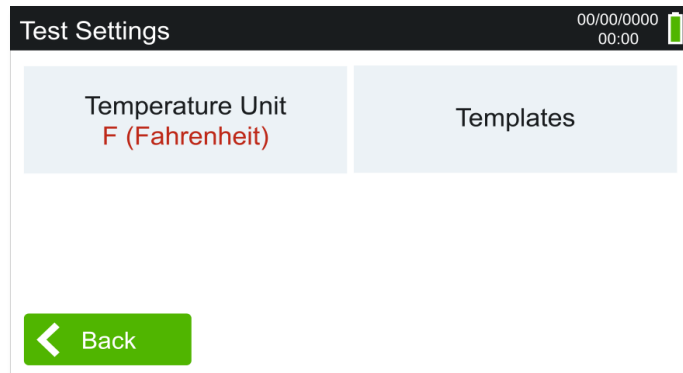 Test Settings
00/00/0000
00:00
Temperature Unit
F (Fahrenheit)
Templates
Back